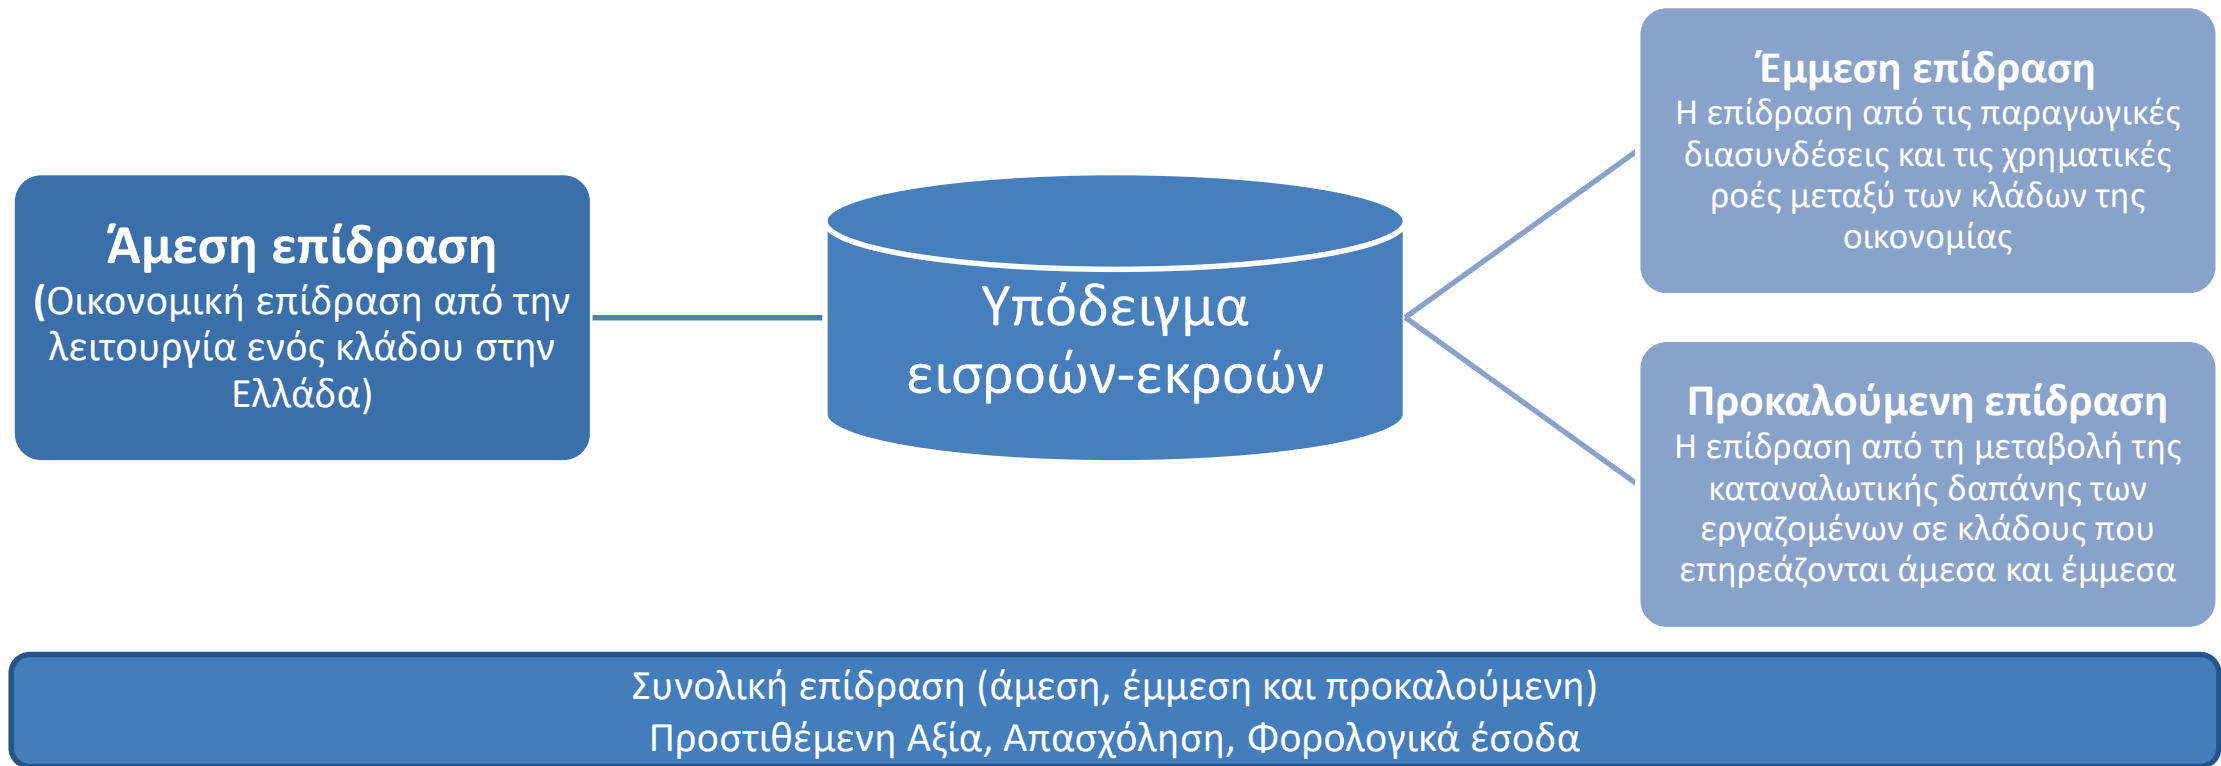 Άμεση επίδραση
(Οικονομική επίδραση από την
λειτουργία ενός κλάδου στην
Ελλάδα)
Υπόδειγμα
εισροών-εκροών
Έμμεση επίδραση
Η επίδραση από τις παραγωγικές
διασυνδέσεις και τις χρηματικές
ροές μεταξύ των κλάδων της
οικονομίας
Προκαλούμενη επίδραση
Η επίδραση από τη μεταβολή της
καταναλωτικής δαπάνης των
εργαζομένων σε κλάδους που
επηρεάζονται άμεσα και έμμεσα
Συνολική επίδραση (άμεση, έμμεση και προκαλούμενη)
Προστιθέμενη Αξία, Απασχόληση, Φορολογικά έσοδα